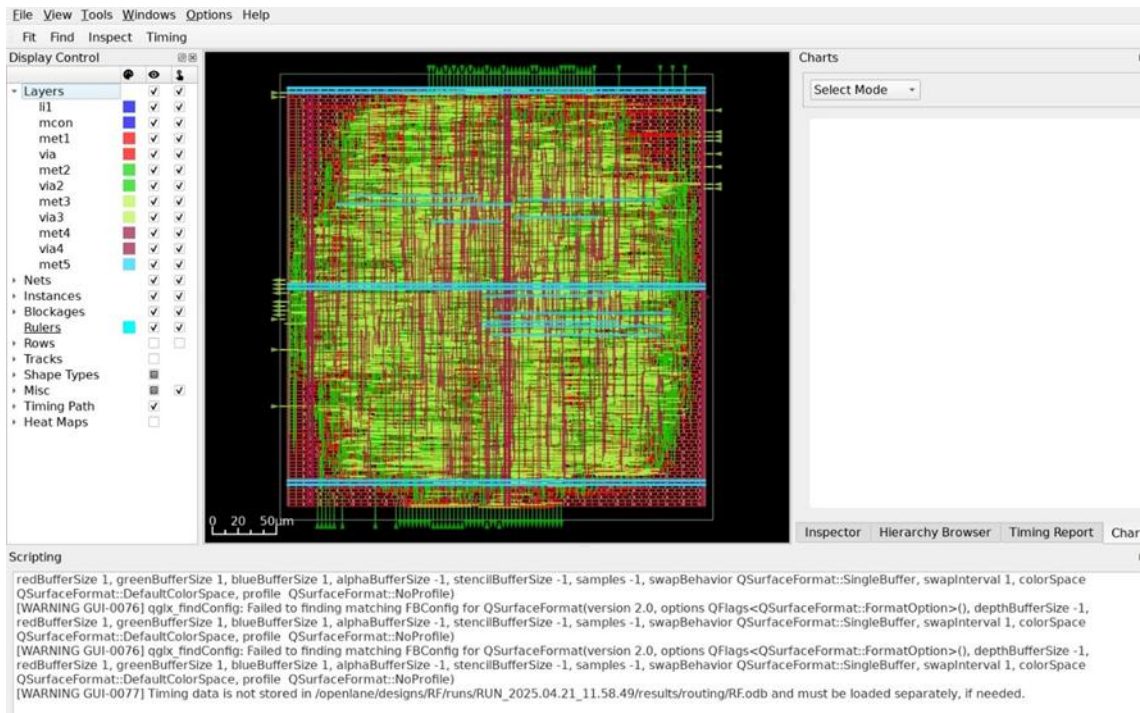 File View Tools Windows Options Help
Fit Find Inspect Timing
Display Control
Layers
li1
mcon
met1
via
met2
via2
met3
via3
met4
via4
met5
Nets
Instances
Blockages
Rulers
Rows
Tracks
Shape Types
Misc
Timing Path
Heat Maps
0 20 50μm
Charts
Select Mode
Inspector Hierarchy Browser Timing Report Char
Scripting
redBufferSize 1, greenBufferSize 1, blueBufferSize 1, alphaBufferSize -1, stencilBufferSize -1, samples -1, swapBehavior QSurfaceFormat::SingleBuffer, swapInterval 1, colorSpace
QSurfaceFormat::DefaultColorSpace, profile QSurfaceFormat::NoProfile)
[WARNING GUI-0076] qglx_findConfig: Failed to finding matching FBConfig for QSurfaceFormat(version 2.0, options QFlags<QSurfaceFormat::FormatOption>(), depthBufferSize -1,
redBufferSize 1, greenBufferSize 1, blueBufferSize 1, alphaBufferSize -1, stencilBufferSize -1, samples -1, swapBehavior QSurfaceFormat::SingleBuffer, swapInterval 1, colorSpace
QSurfaceFormat::DefaultColorSpace, profile QSurfaceFormat::NoProfile)
[WARNING GUI-0076] qglx_findConfig: Failed to finding matching FBConfig for QSurfaceFormat(version 2.0, options QFlags<QSurfaceFormat::FormatOption>(), depthBufferSize -1,
redBufferSize 1, greenBufferSize 1, blueBufferSize 1, alphaBufferSize -1, stencilBufferSize -1, samples -1, swapBehavior QSurfaceFormat::SingleBuffer, swapInterval 1, colorSpace
QSurfaceFormat::DefaultColorSpace, profile QSurfaceFormat::NoProfile)
[WARNING GUI-0077] Timing data is not stored in /openlane/designs/RF/runs/RUN_2025.04.21_11.58.49/results/routing/RF.odb and must be loaded separately, if needed.